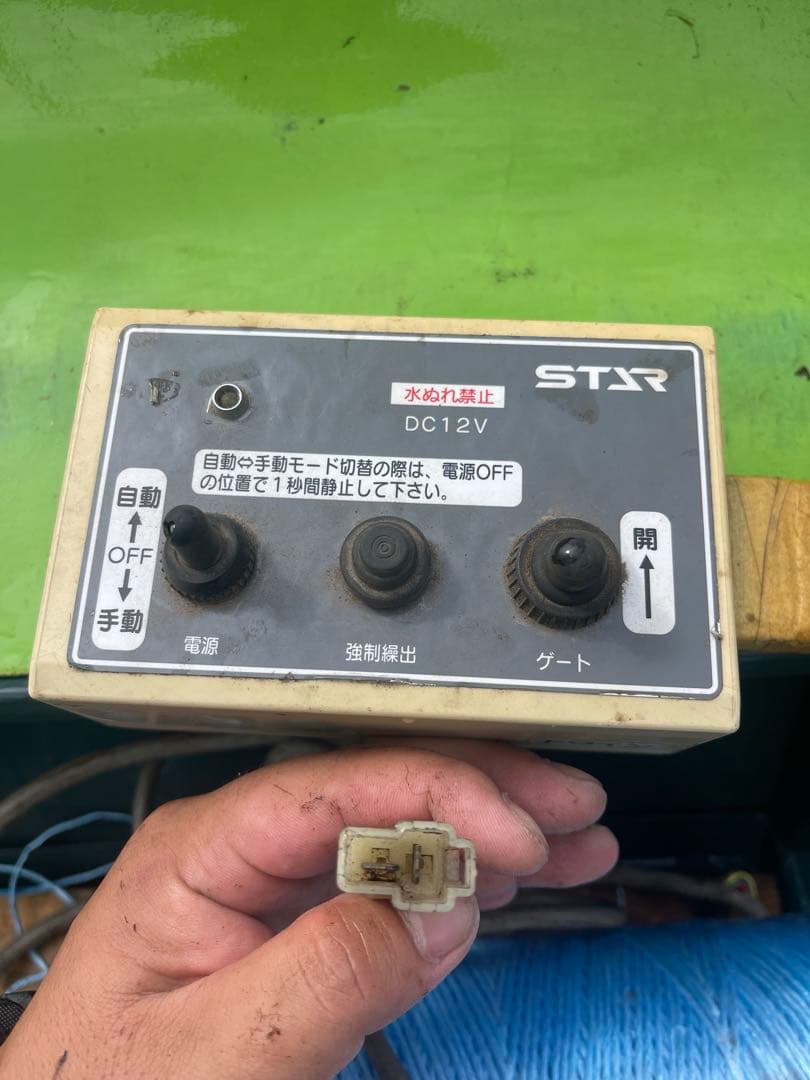 STAR
水ぬれ禁止
DC12V
自動⇔手動モード切替の際は、電源OFF
の位置で1秒間静止して下さい。
自動
↑
OFF
↓
手動
開
↑
電源
強制繰出
ゲート